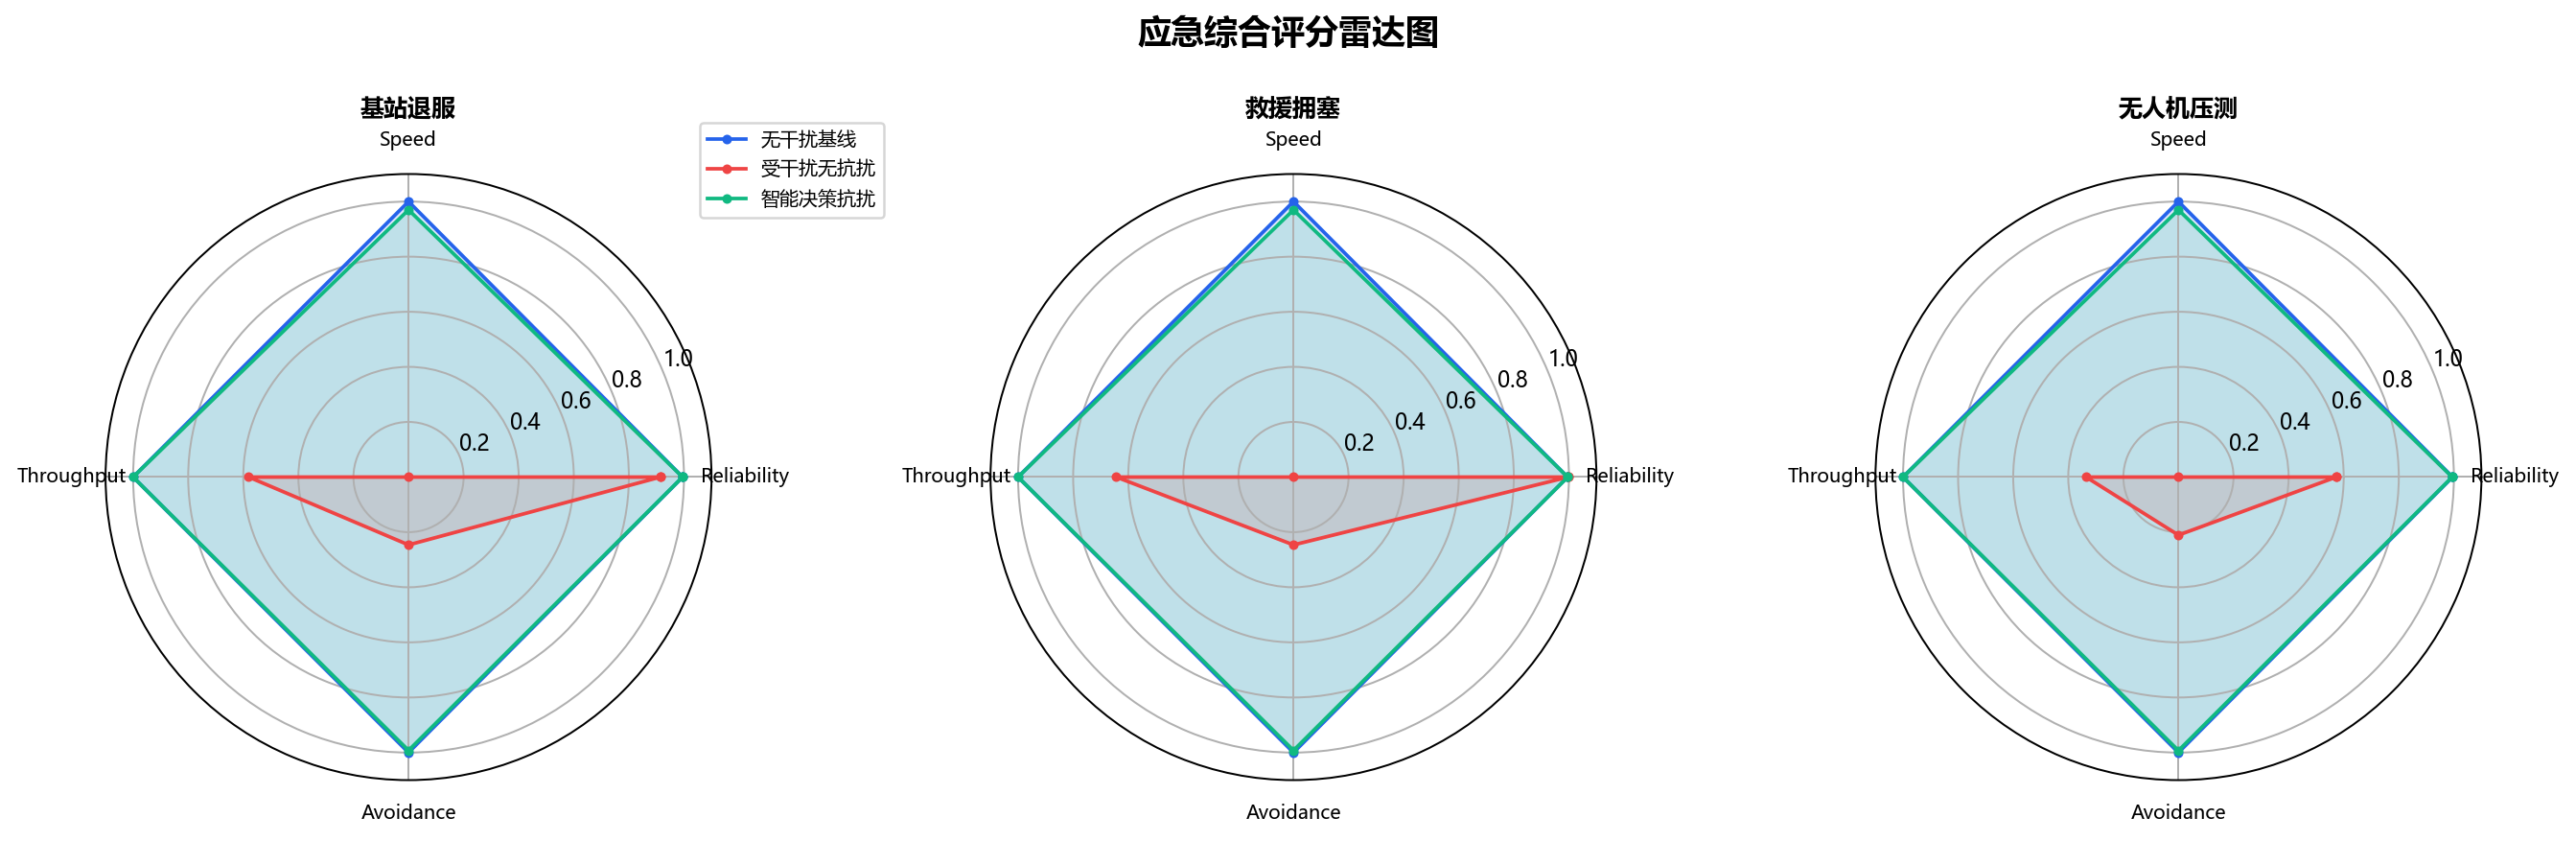 应急综合评分雷达图
基站退服
Speed
无干扰基线
受干扰无抗扰
智能决策抗扰
1.0
0.8
0.6
0.4
0.2
Throughput
Reliability
Avoidance
救援拥塞
Speed
1.0
0.8
0.6
0.4
0.2
Throughput
Reliability
Avoidance
无人机压测
Speed
1.0
0.8
0.6
0.4
0.2
Throughput
Reliability
Avoidance